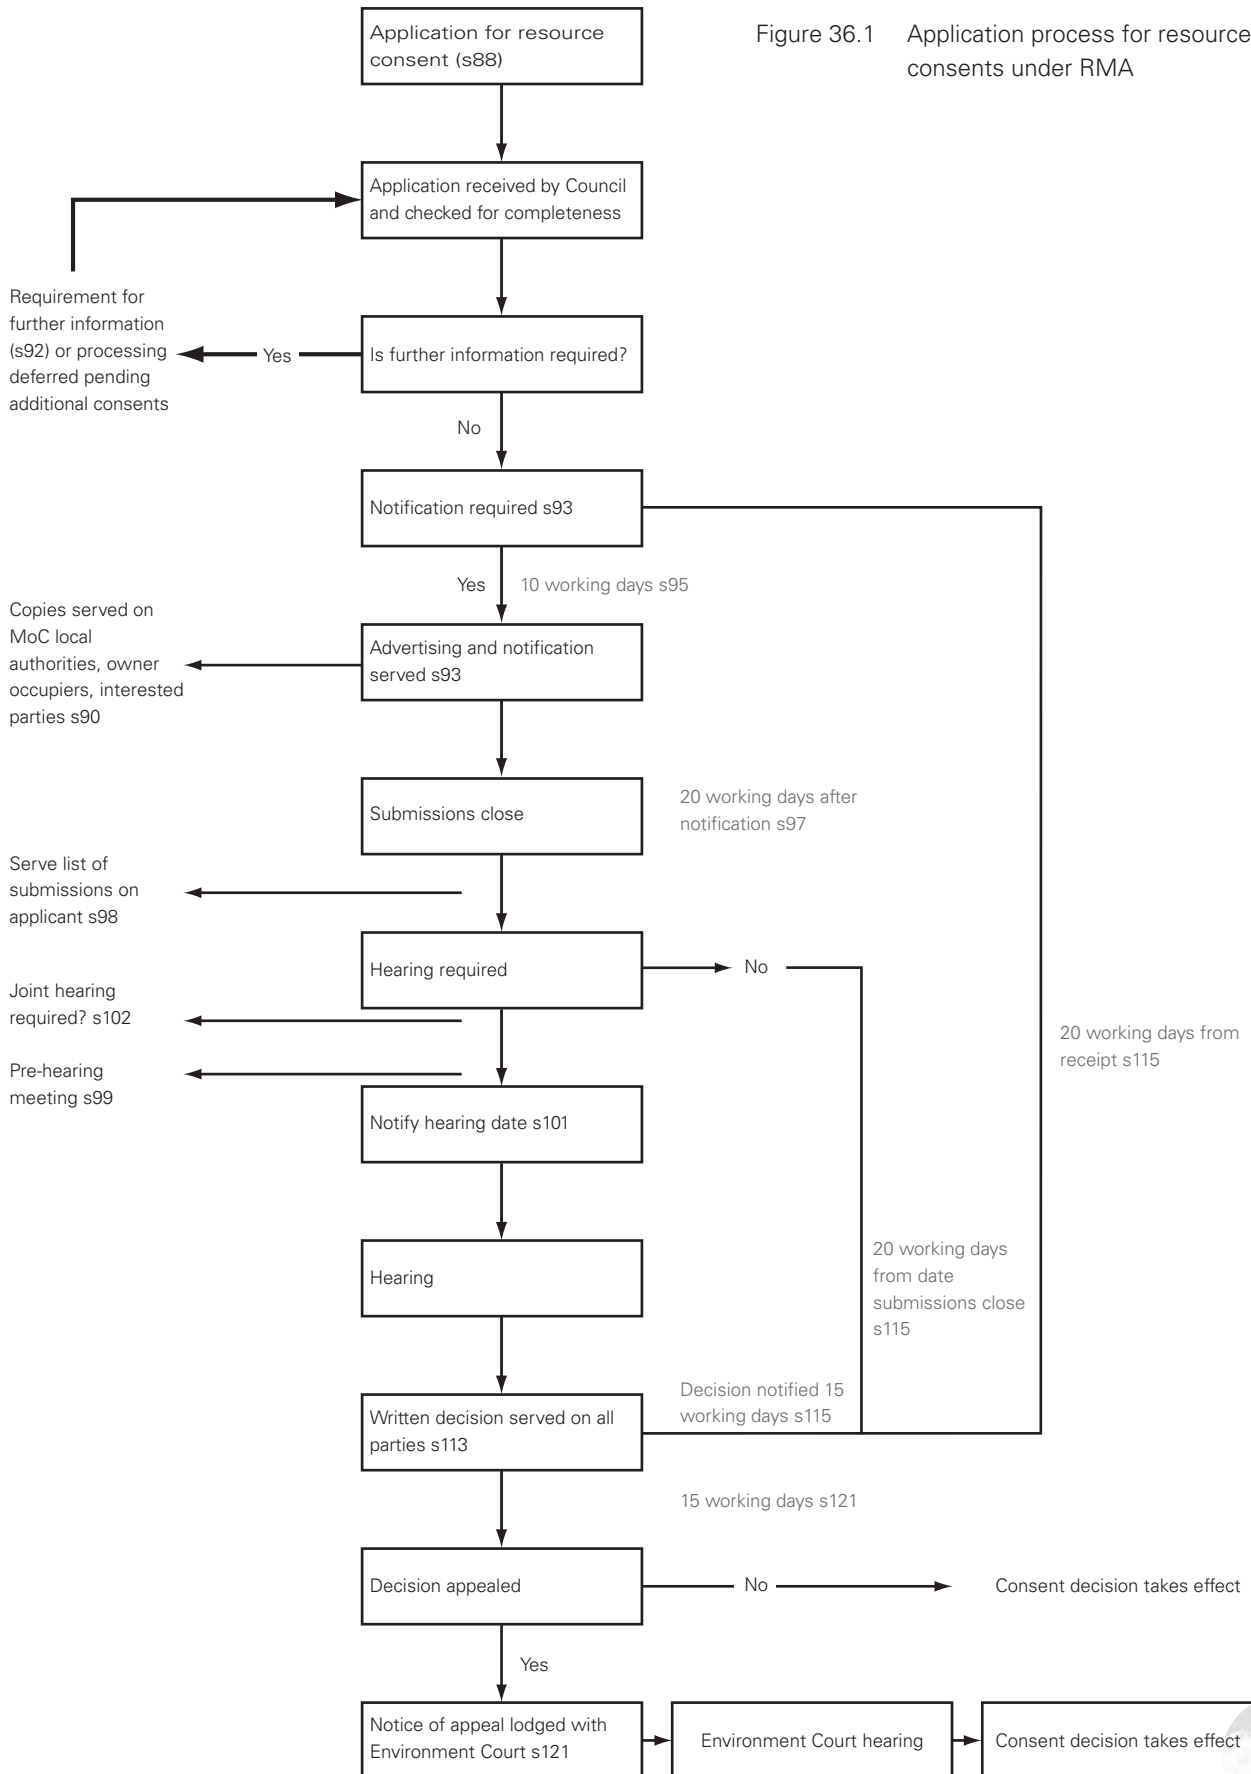 Application for resource
consent (s88)
Figure 36.1 Application process for resource
consents under RMA
Application received by Council
and checked for completeness
Requirement for
further information
(s92) or processing
deferred pending
additional consents
Yes
Is further information required?
No
Notification required s93
Yes
10 working days s95
Copies served on
MoC local
authorities, owner
occupiers, interested
parties s90
Advertising and notification
served s93
Submissions close
20 working days after
notification s97
Serve list of
submissions on
applicant s98
Hearing required
No
Joint hearing
required? s102
20 working days from
receipt s115
Pre-hearing
meeting s99
Notify hearing date s101
Hearing
20 working days
from date
submissions close
s115
Decision notified 15
working days s115
Written decision served on all
parties s113
15 working days s121
Decision appealed
No
Consent decision takes effect
Yes
Notice of appeal lodged with
Environment Court s121
Environment Court hearing
Consent decision takes effect